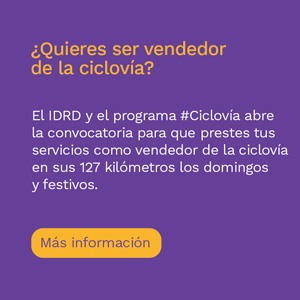 ¿Quieres ser vendedor
de la ciclovía?
El IDRD y el programa #Ciclovía abre
la convocatoria para que prestes tus
servicios como vendedor de la ciclovía
en sus 127 kilómetros los domingos
y festivos.
Más información